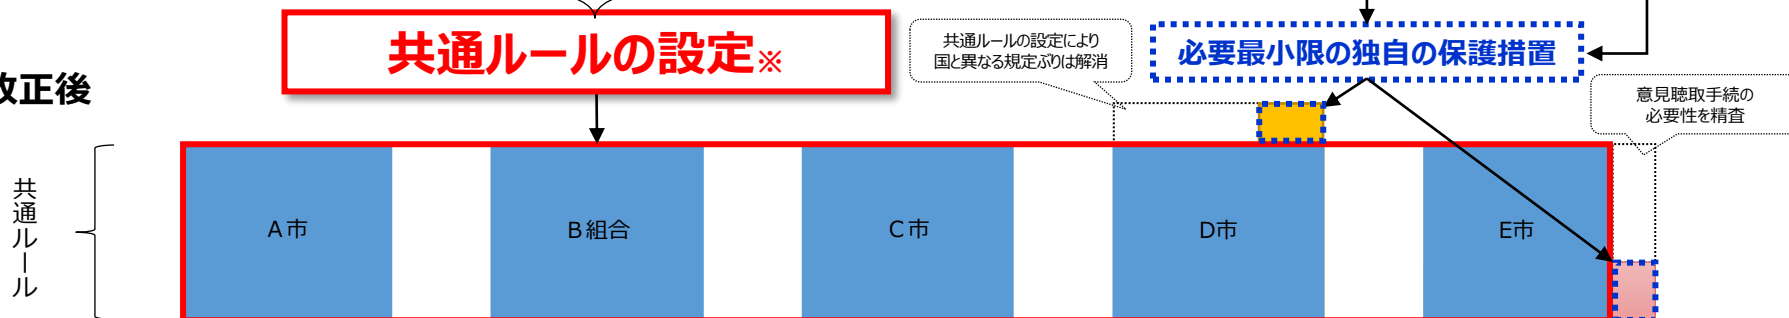 共通ルールの設定※
共通ルールの設定により
国と異なる規定ぶりは解消
必要最小限の独自の保護措置
改正後
意見聴取手続の
必要性を精査
共通ルール
A市
B組合
C市
D市
E市